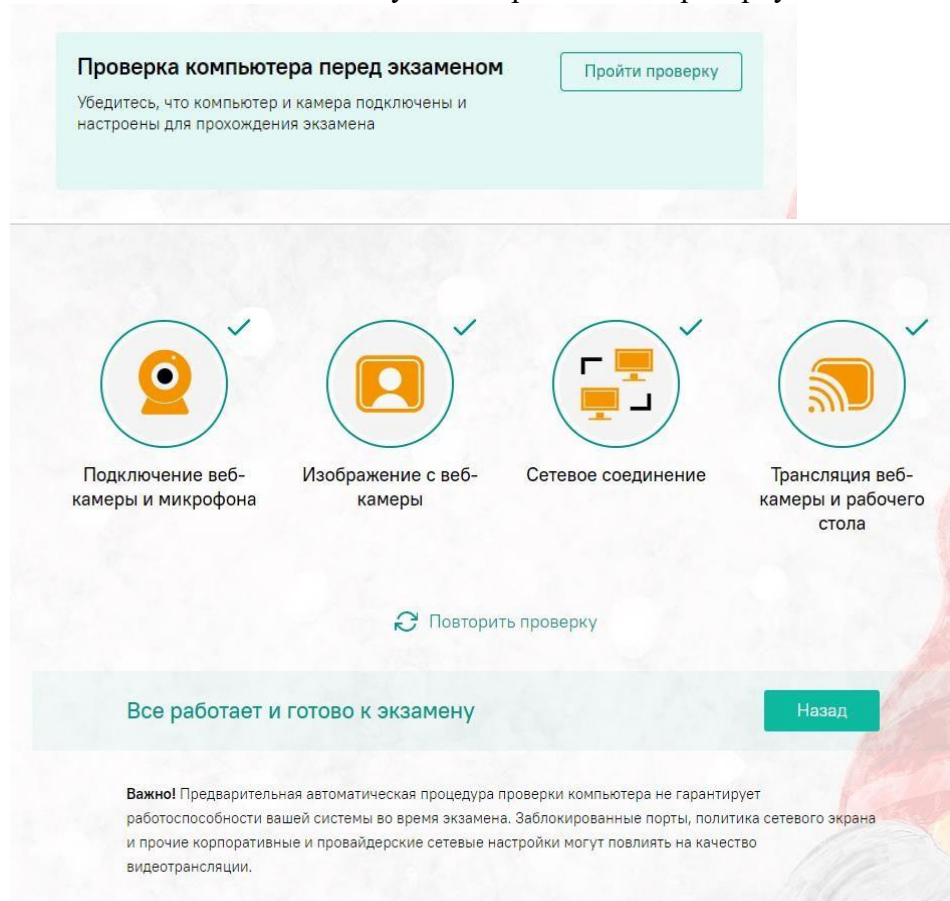 Проверка компьютера перед экзаменом
Пройти проверку
Убедитесь, что компьютер и камера подключены и
настроены для прохождения экзамена
Подключение веб-
камеры и микрофона
Изображение с веб-
камеры
Сетевое соединение
Трансляция веб-
камеры и рабочего
стола
Повторить проверку
Все работает и готово к экзамену
Назад
Важно! Предварительная автоматическая процедура проверки компьютера не гарантирует
работоспособности вашей системы во время экзамена. Заблокированные порты, политика сетевого экрана
и прочие корпоративные и провайдерские сетевые настройки могут повлиять на качество
видеотрансляции.